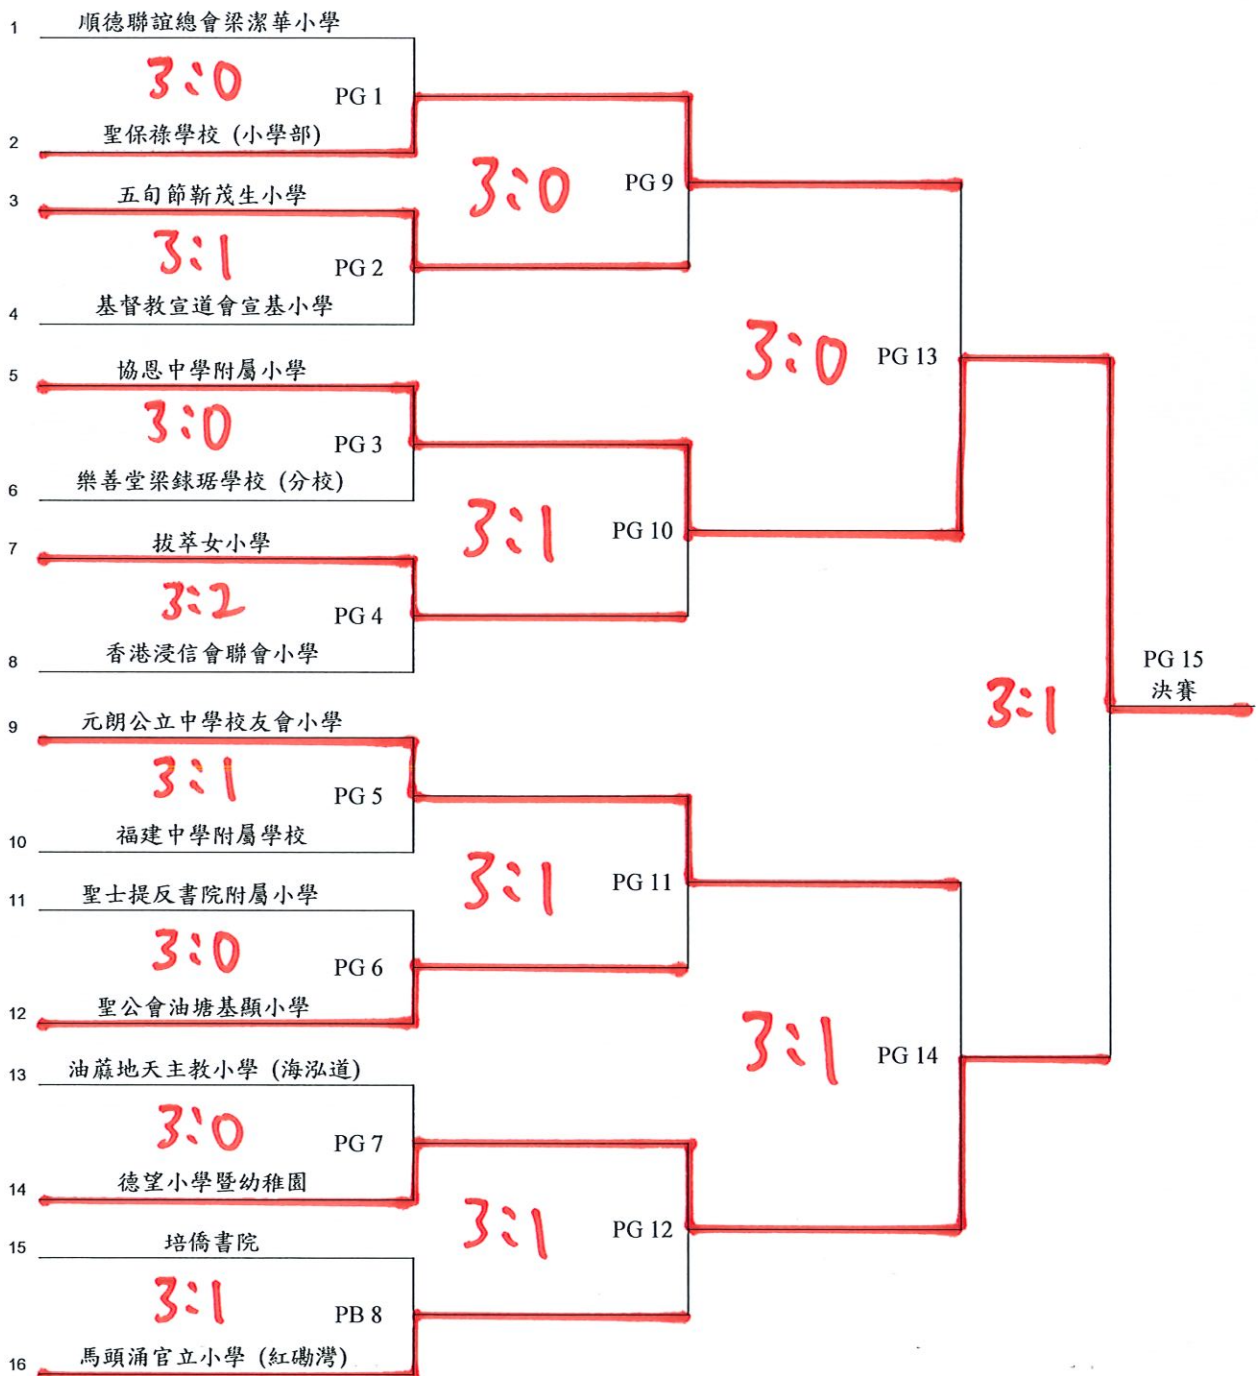 1 順德聯誼總會梁潔華小學
3:0 PG 1
2 聖保祿學校 (小學部)
3 五旬節靳茂生小學
3:0 PG 9
3:1 PG 2
4 基督教宣道會宣基小學
3:0 PG 13
5 協恩中學附屬小學
3:0 PG 3
6 樂善堂梁銶琚學校 (分校)
3:1 PG 10
7 拔萃女小學
3:2 PG 4
8 香港浸信會聯會小學
PG 15
決賽
3:1
9 元朗公立中學校友會小學
3:1 PG 5
10 福建中學附屬學校
3:1 PG 11
11 聖士提反書院附屬小學
3:0 PG 6
12 聖公會油塘基顯小學
3:1 PG 14
13 油蔴地天主教小學 (海泓道)
3:0 PG 7
14 德望小學暨幼稚園
3:1 PG 12
15 培僑書院
3:1 PB 8
16 馬頭涌官立小學 (紅磡灣)